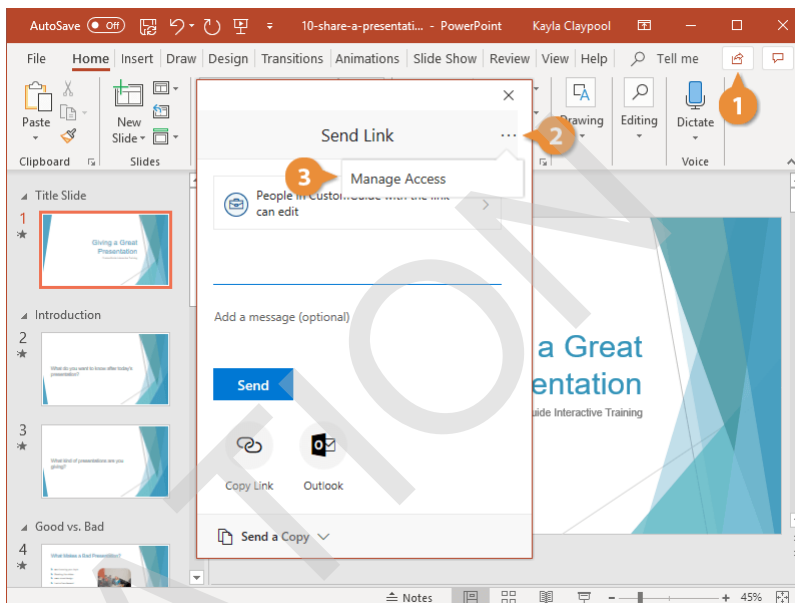 AutoSave Off 10-share-a-presentati... - PowerPoint Kayla Claypool
File Home Insert Draw Design Transitions Animations Slide Show Review View Help Tell me
1
Paste New Slide Drawing Editing Dictate
Clipboard Slides Voice
Send Link
2
3 Manage Access
People in CustomGuide with the link
can edit
Add a message (optional)
Send
Copy Link Outlook
Send a Copy
Title Slide
1
Giving a Great
Presentation
Introduction
2
What do you want to know after today's
presentation?
3
What kind of presentations are you
giving?
Good vs. Bad
4
What Makes a Bad Presentation?
a Great
entation
uide Interactive Training
Notes 45%
ATION